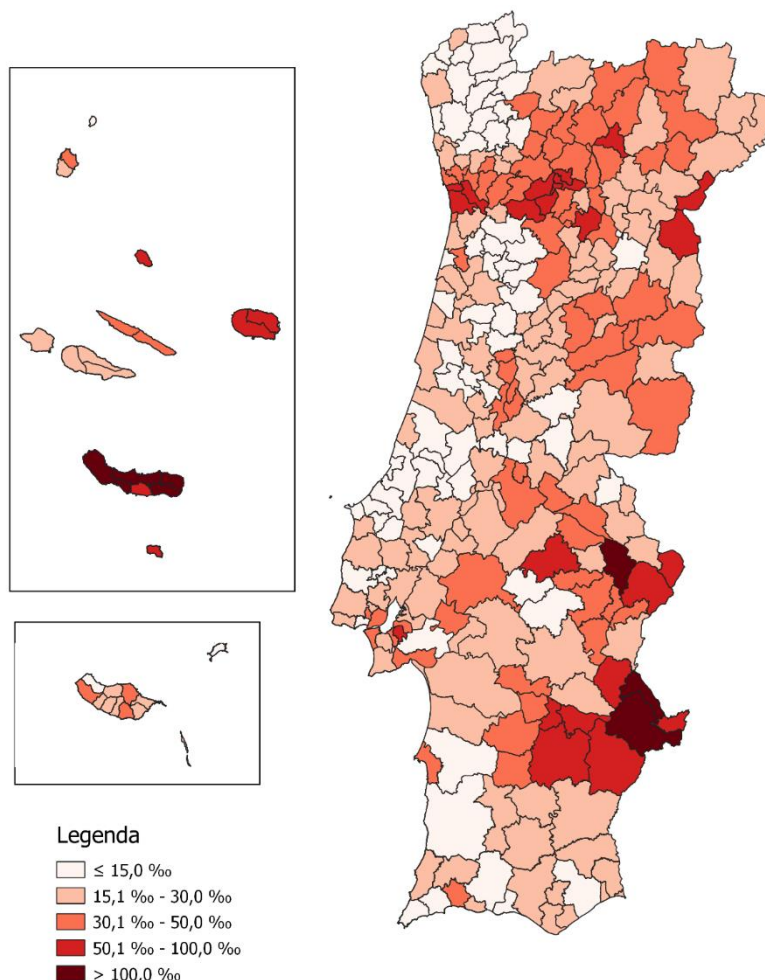 Legenda
≤ 15,0 ‰
15,1 ‰ - 30,0 ‰
30,1 ‰ - 50,0 ‰
50,1 ‰ - 100,0 ‰
> 100,0 ‰